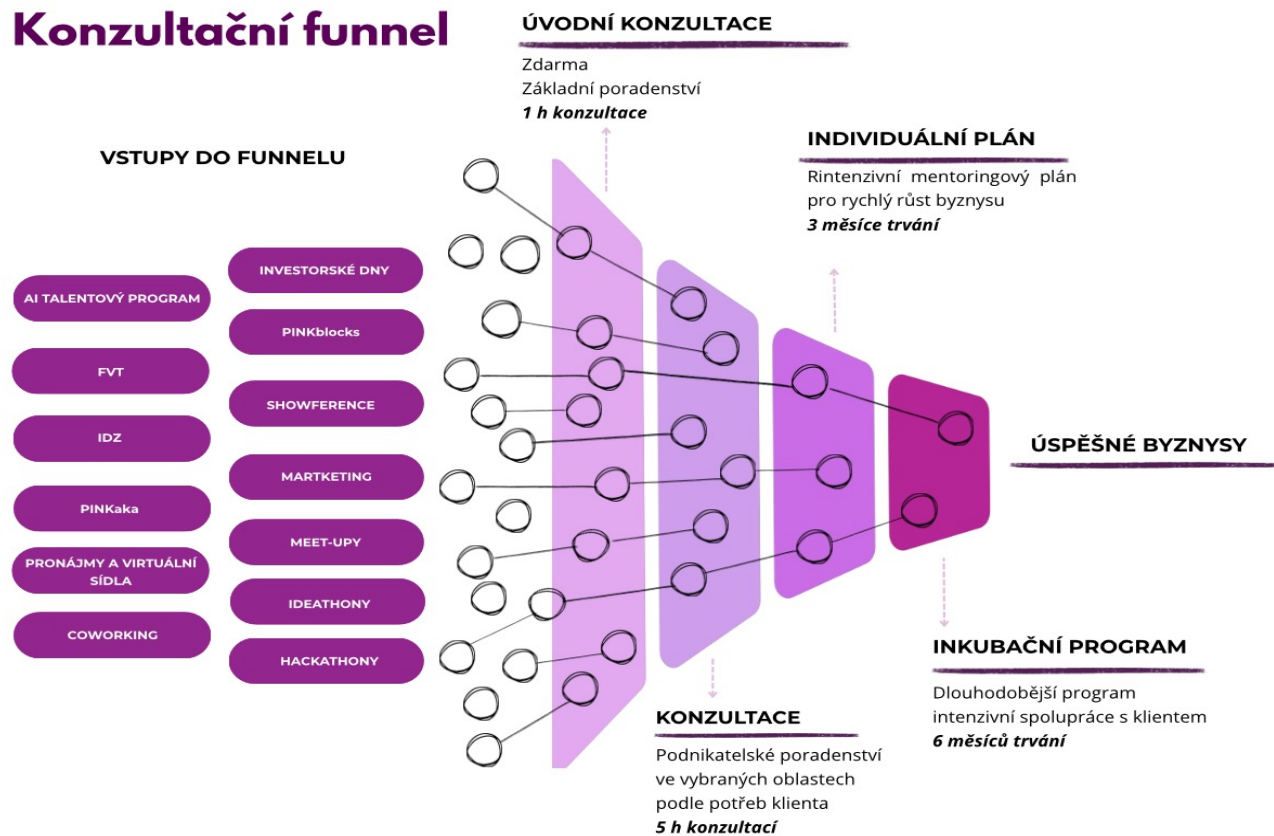 Konzultační funnel
ÚVODNÍ KONZULTACE
Zdarma
Základní poradenství
1 h konzultace
INDIVIDUÁLNÍ PLÁN
Rintenzivní mentoringový plán
pro rychlý růst byznysu
3 měsíce trvání
VSTUPY DO FUNNELU
AI TALENTOVÝ PROGRAM
FVT
IDZ
PINKaka
PRONÁJMY A VIRTUÁLNÍ
SÍDLA
COWORKING
INVESTORSKÉ DNY
PINKblocks
SHOWFERENCE
MARTKETING
MEET-UPY
IDEATHONY
HACKATHONY
ÚSPĚŠNÉ BYZNYSY
KONZULTACE
Podnikatelské poradenství
ve vybraných oblastech
podle potřeb klienta
5 h konzultací
INKUBAČNÍ PROGRAM
Dlouhodobější program
intenzivní spolupráce s klientem
6 měsíců trvání